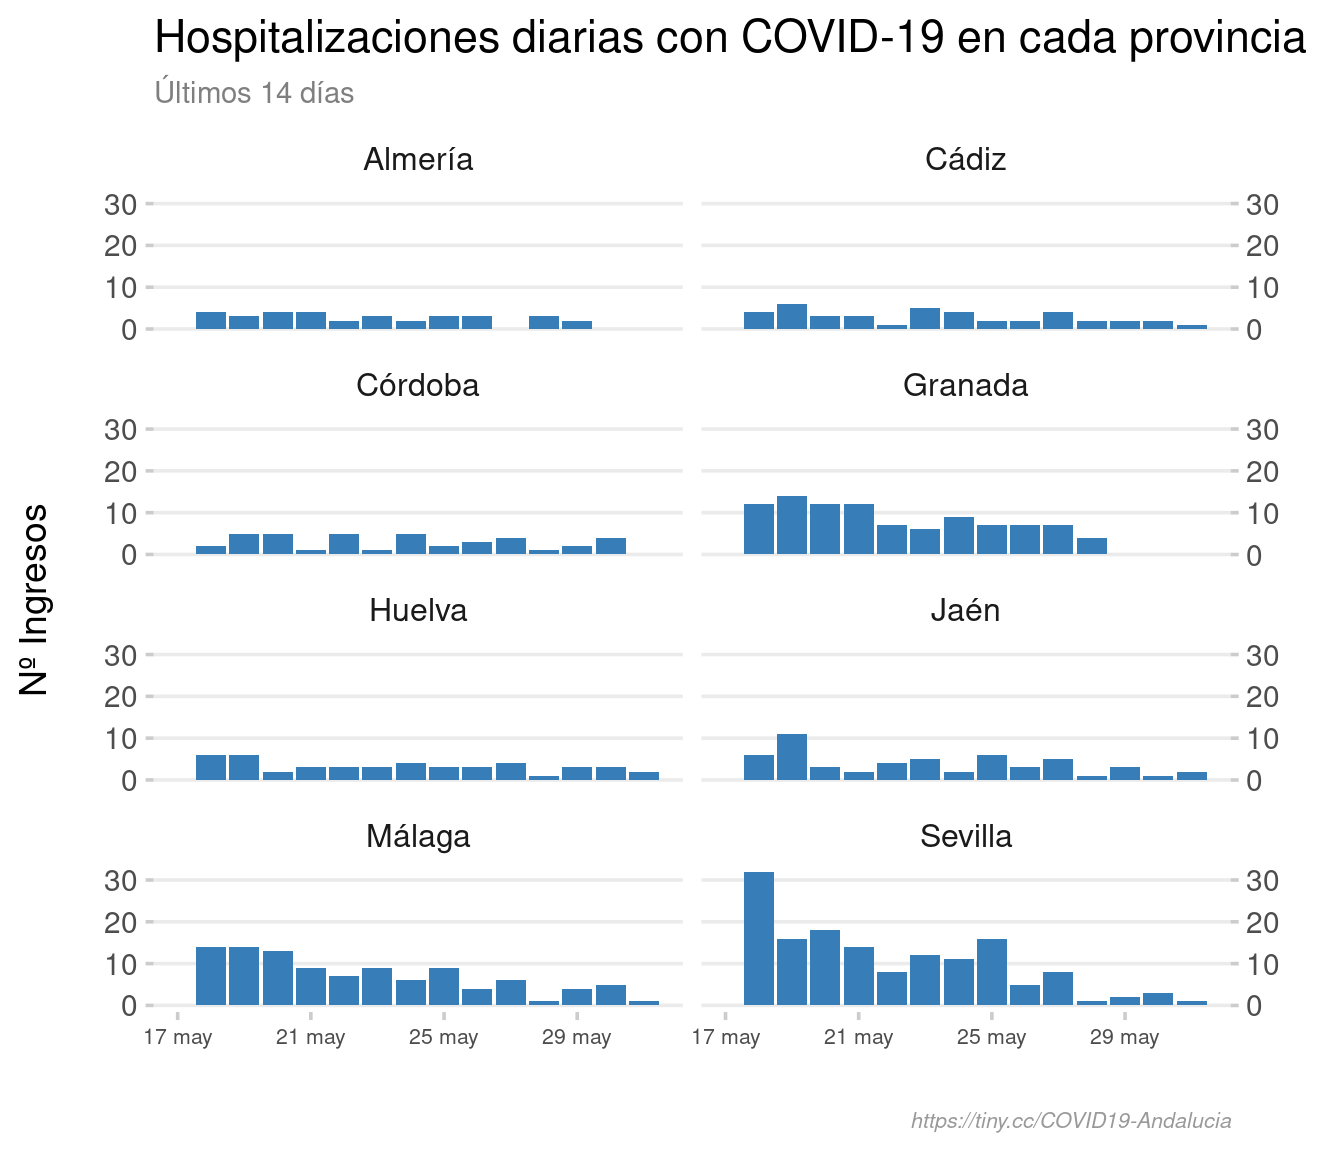 Hospitalizaciones diarias con COVID-19 en cada provincia
Últimos 14 días
Almería
Cádiz
30
20
10
0
30
20
10
0
Córdoba
Granada
30
20
10
0
30
20
10
0
Nº Ingresos
Huelva
Jaén
30
20
10
0
30
20
10
0
Málaga
Sevilla
30
20
10
0
30
20
10
0
17 may 21 may 25 may 29 may
17 may 21 may 25 may 29 may
https://tiny.cc/COVID19-Andalucia